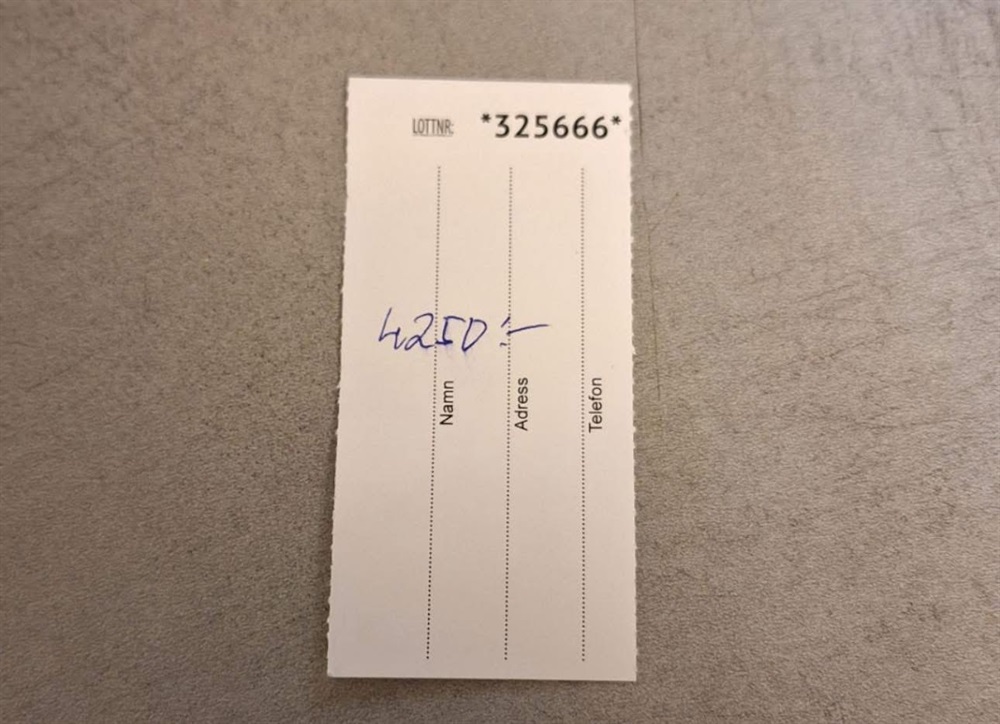 LOTTNR: *325666*
4250:-
Namn
Adress
Telefon